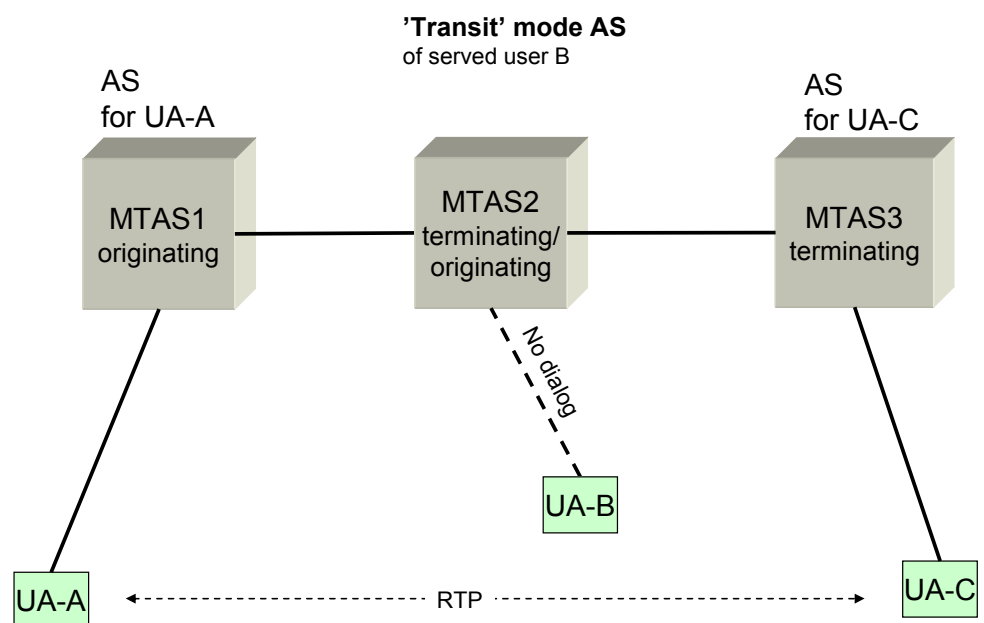 ’Transit’ mode AS
of served user B
AS
for UA-A
AS
for UA-C
MTAS1
originating
MTAS2
terminating/
originating
MTAS3
terminating
No dialog
UA-B
UA-A
RTP
UA-C